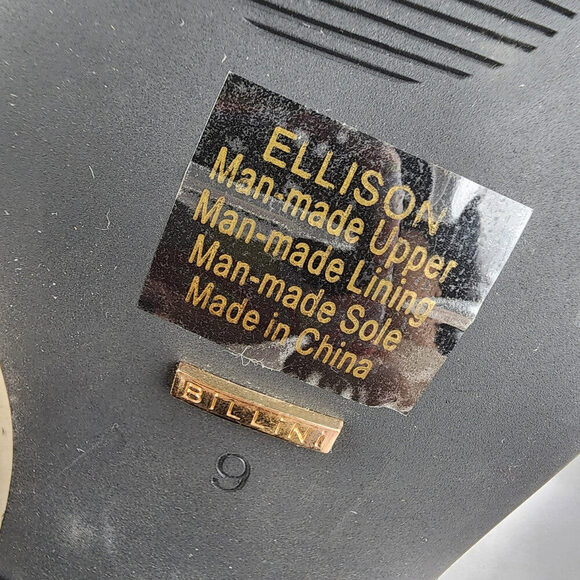 ELLISON
Man-made Upper
Man-made Lining
Man-made Sole
Made in China
BILLINI
9